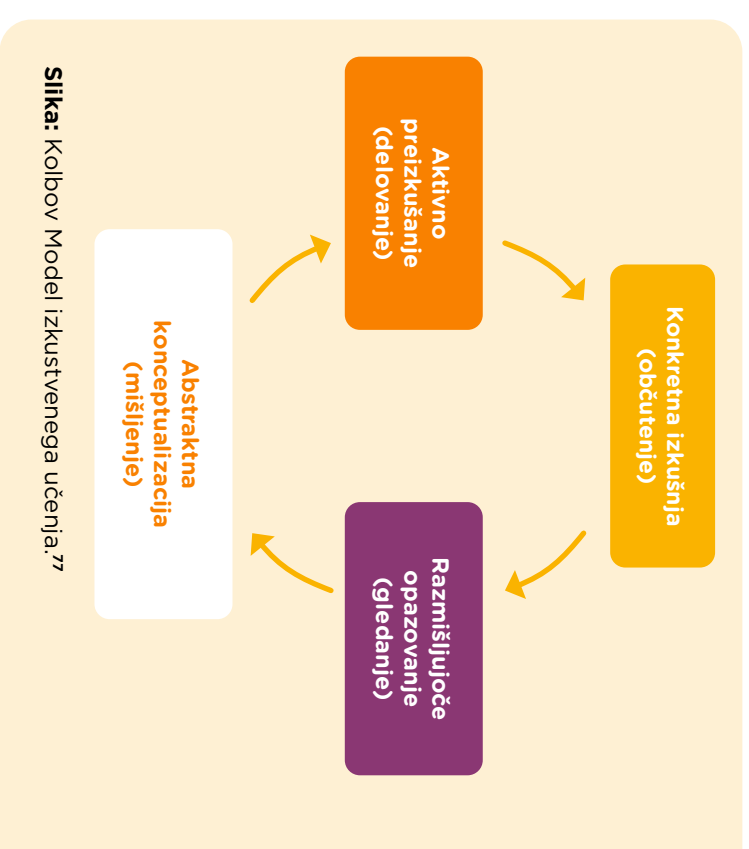 Konkretna izkušnja
(občutenje)
Aktivno
preizkušanje
(delovanje)
Razmišljujoče
opazovanje
(gledanje)
Abstraktna
konceptualizacija
(mišljenje)
Slika: Kolbov Model izkustvenega učenja.77